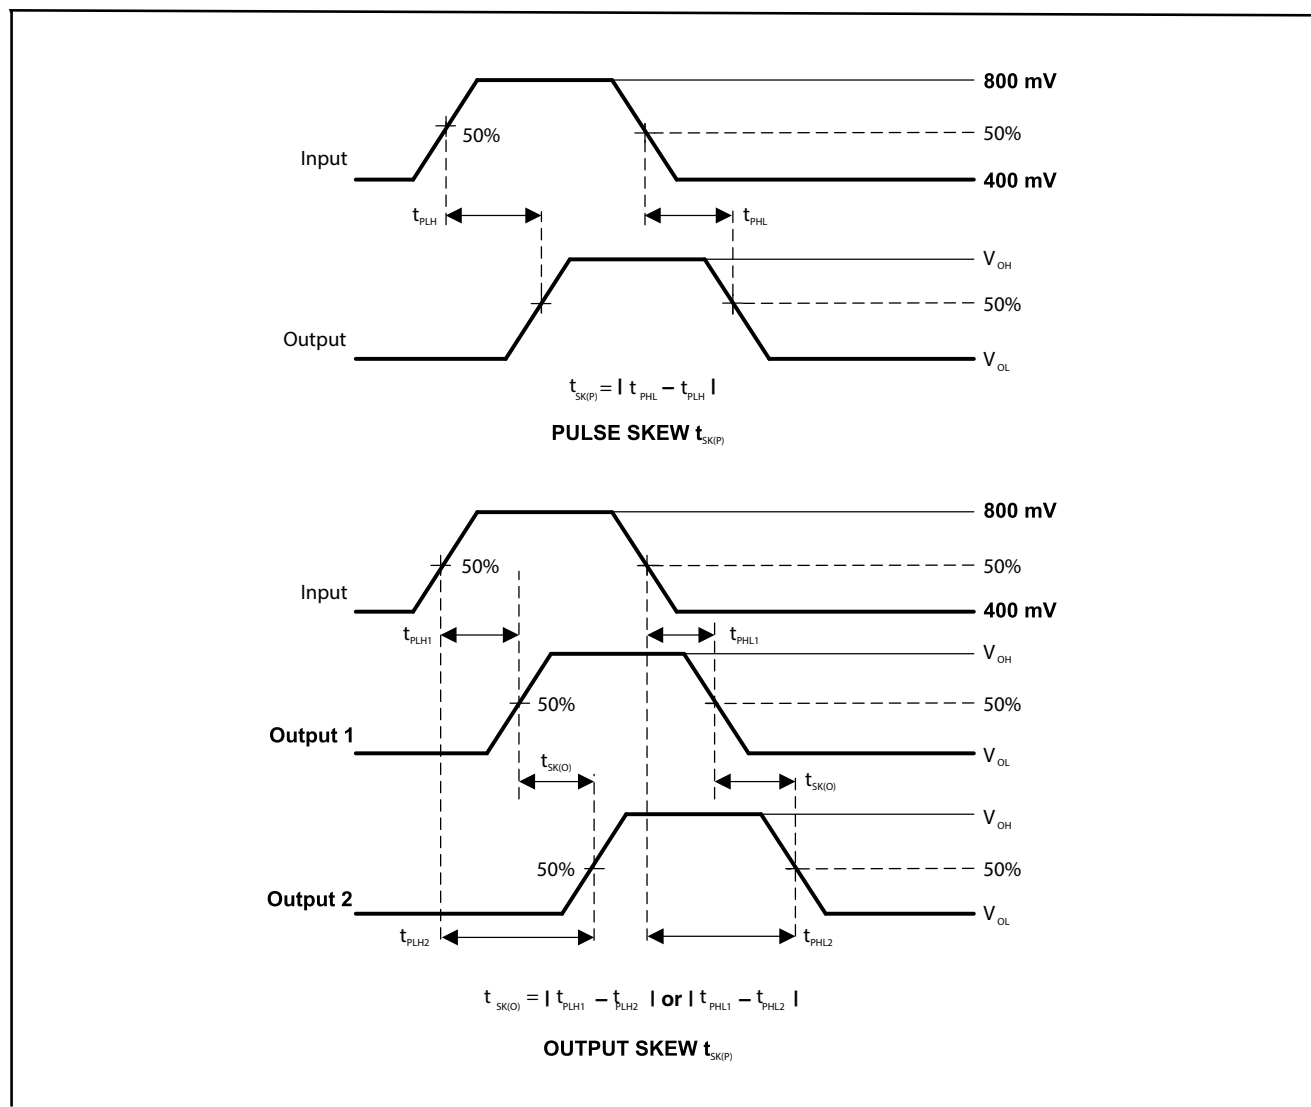 800 mV
50%
50%
Input
400 mV
tPLH
tPHL
VOH
50%
Output
VOL
tSK(P) = | tPHL – tPLH |
PULSE SKEW tSK(P)
800 mV
50%
50%
Input
400 mV
tPLH1
tPHL1
VOH
50%
50%
Output 1
VOL
tSK(O)
tSK(O)
VOH
50%
50%
Output 2
VOL
tPLH2
tPHL2
tSK(O) = | tPLH1 – tPLH2 | or | tPHL1 – tPHL2 |
OUTPUT SKEW tSK(P)